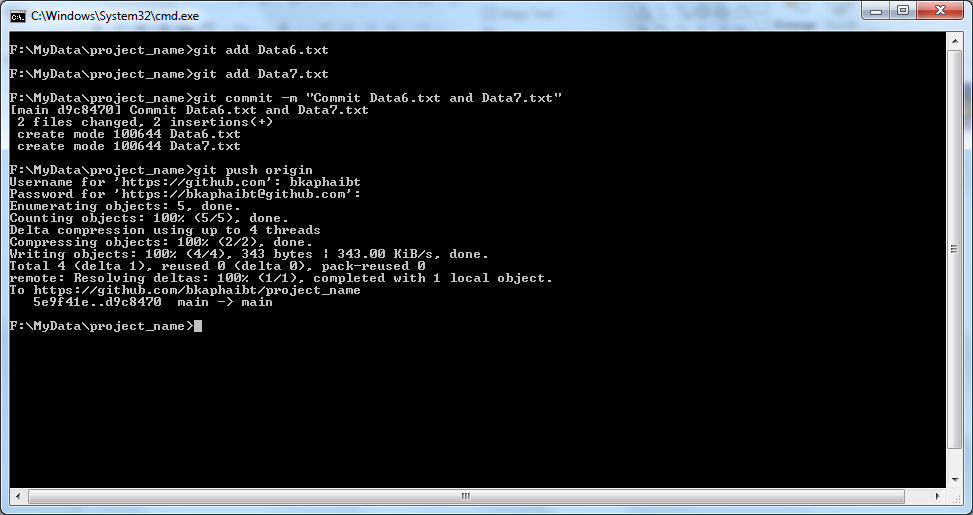 C:\Windows\System32\cmd.exe
F:\MyData\project_name>git add Data6.txt
F:\MyData\project_name>git add Data7.txt
F:\MyData\project_name>git commit -m "Commit Data6.txt and Data7.txt"
[main d9c8470] Commit Data6.txt and Data7.txt
 2 files changed, 2 insertions(+)
 create mode 100644 Data6.txt
 create mode 100644 Data7.txt
F:\MyData\project_name>git push origin
Username for 'https://github.com': bkaphaibt
Password for 'https://bkaphaibt@github.com':
Enumerating objects: 5, done.
Counting objects: 100% (5/5), done.
Delta compression using up to 4 threads
Compressing objects: 100% (2/2), done.
Writing objects: 100% (4/4), 343 bytes ¦ 343.00 KiB/s, done.
Total 4 (delta 1), reused 0 (delta 0), pack-reused 0
remote: Resolving deltas: 100% (1/1), completed with 1 local object.
To https://github.com/bkaphaibt/project_name
   5e9f41e..d9c8470  main -> main
F:\MyData\project_name>